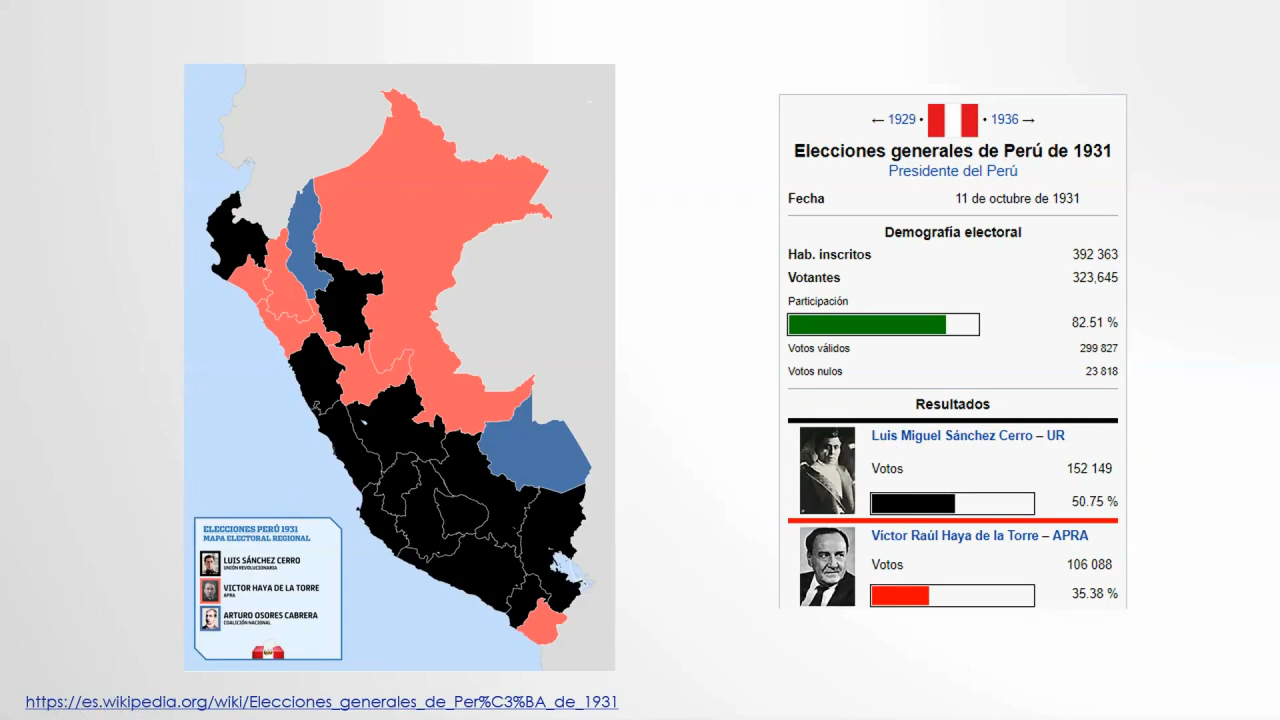 ← 1929 • • 1936 →
Elecciones generales de Perú de 1931
Presidente del Perú
Fecha 11 de octubre de 1931
Demografía electoral
Hab. inscritos 392 363
Votantes 323,645
Participación
82.51 %
Votos válidos 299 827
Votos nulos 23 818
Resultados
Luis Miguel Sánchez Cerro – UR
Votos 152 149
50.75 %
Víctor Raúl Haya de la Torre – APRA
Votos 106 088
35.38 %
ELECCIONES PERÚ 1931
MAPA ELECTORAL REGIONAL
LUIS SÁNCHEZ CERRO
UNIÓN REVOLUCIONARIA
VICTOR HAYA DE LA TORRE
APRA
ARTURO OSORES CABRERA
COALICIÓN NACIONAL
https://es.wikipedia.org/wiki/Elecciones_generales_de_Per%C3%BA_de_1931